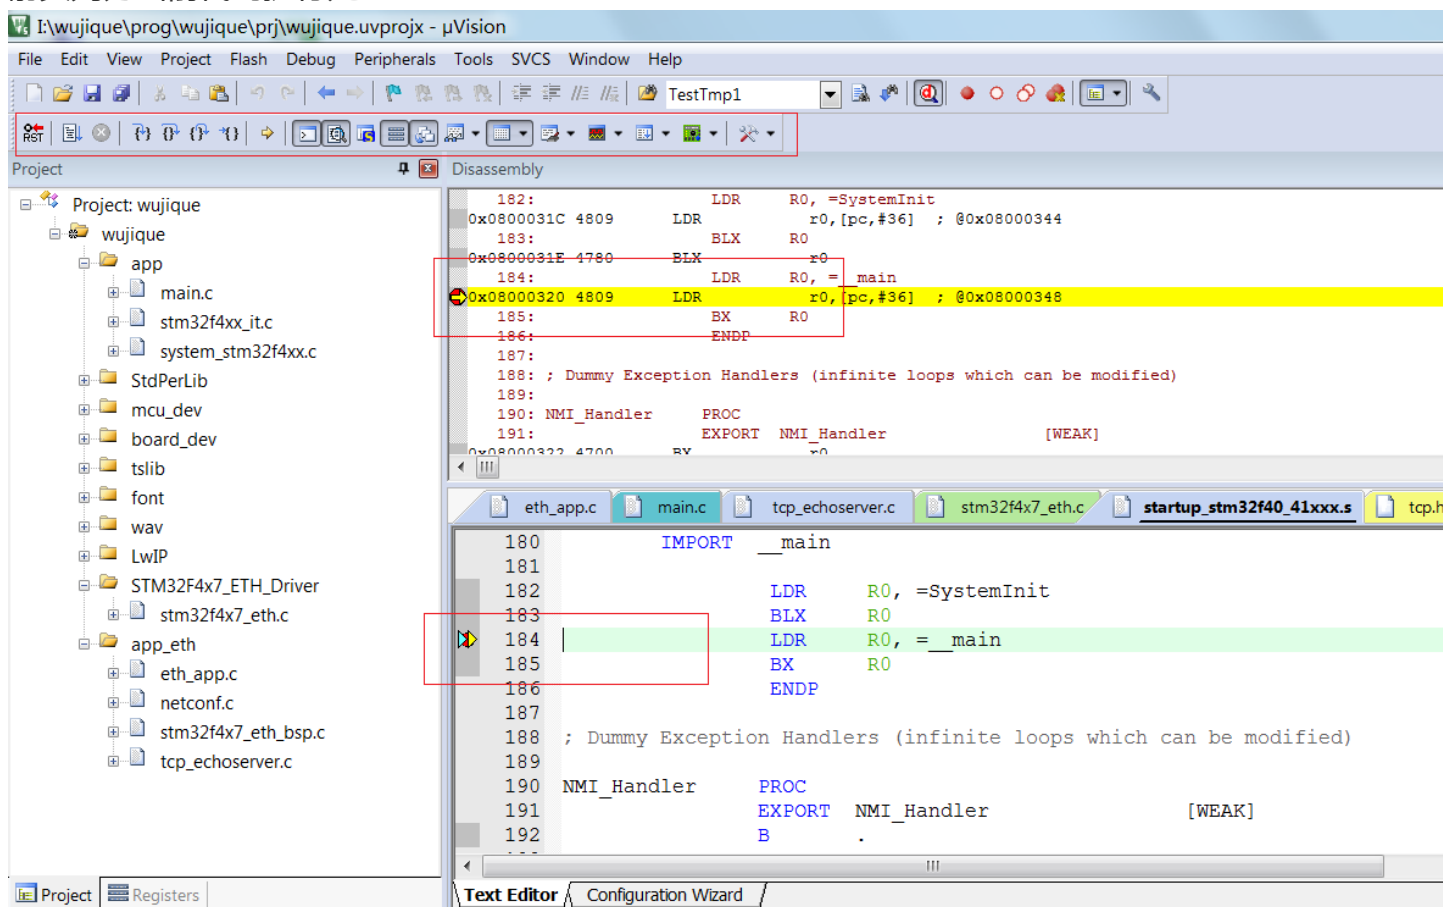 I:\wujique\prog\wujique\prj\wujique.uvprojx - µVision
File Edit View Project Flash Debug Peripherals Tools SVCS Window Help
TestTmp1
RST
Project
Disassembly
Project: wujique
wujique
app
main.c
stm32f4xx_it.c
system_stm32f4xx.c
StdPerLib
mcu_dev
board_dev
tslib
font
wav
LwIP
STM32F4x7_ETH_Driver
stm32f4x7_eth.c
app_eth
eth_app.c
netconf.c
stm32f4x7_eth_bsp.c
tcp_echoserver.c
Project Registers
182: LDR R0, =SystemInit
0x0800031C 4809 LDR r0,[pc,#36] ; @0x08000344
183: BLX R0
0x0800031E 4780 BLX r0
184: LDR R0, =__main
0x08000320 4809 LDR r0,[pc,#36] ; @0x08000348
185: BX R0
186: ENDP
187:
188: ; Dummy Exception Handlers (infinite loops which can be modified)
189:
190: NMI_Handler PROC
191: EXPORT NMI_Handler [WEAK]
0x08000322 4700 BX r0
eth_app.c main.c tcp_echoserver.c stm32f4x7_eth.c startup_stm32f40_41xxx.s tcp.h
180 IMPORT __main
181
182 LDR R0, =SystemInit
183 BLX R0
184 LDR R0, =__main
185 BX R0
186 ENDP
187
188 ; Dummy Exception Handlers (infinite loops which can be modified)
189
190 NMI_Handler PROC
191 EXPORT NMI_Handler [WEAK]
192 B .
Text Editor Configuration Wizard